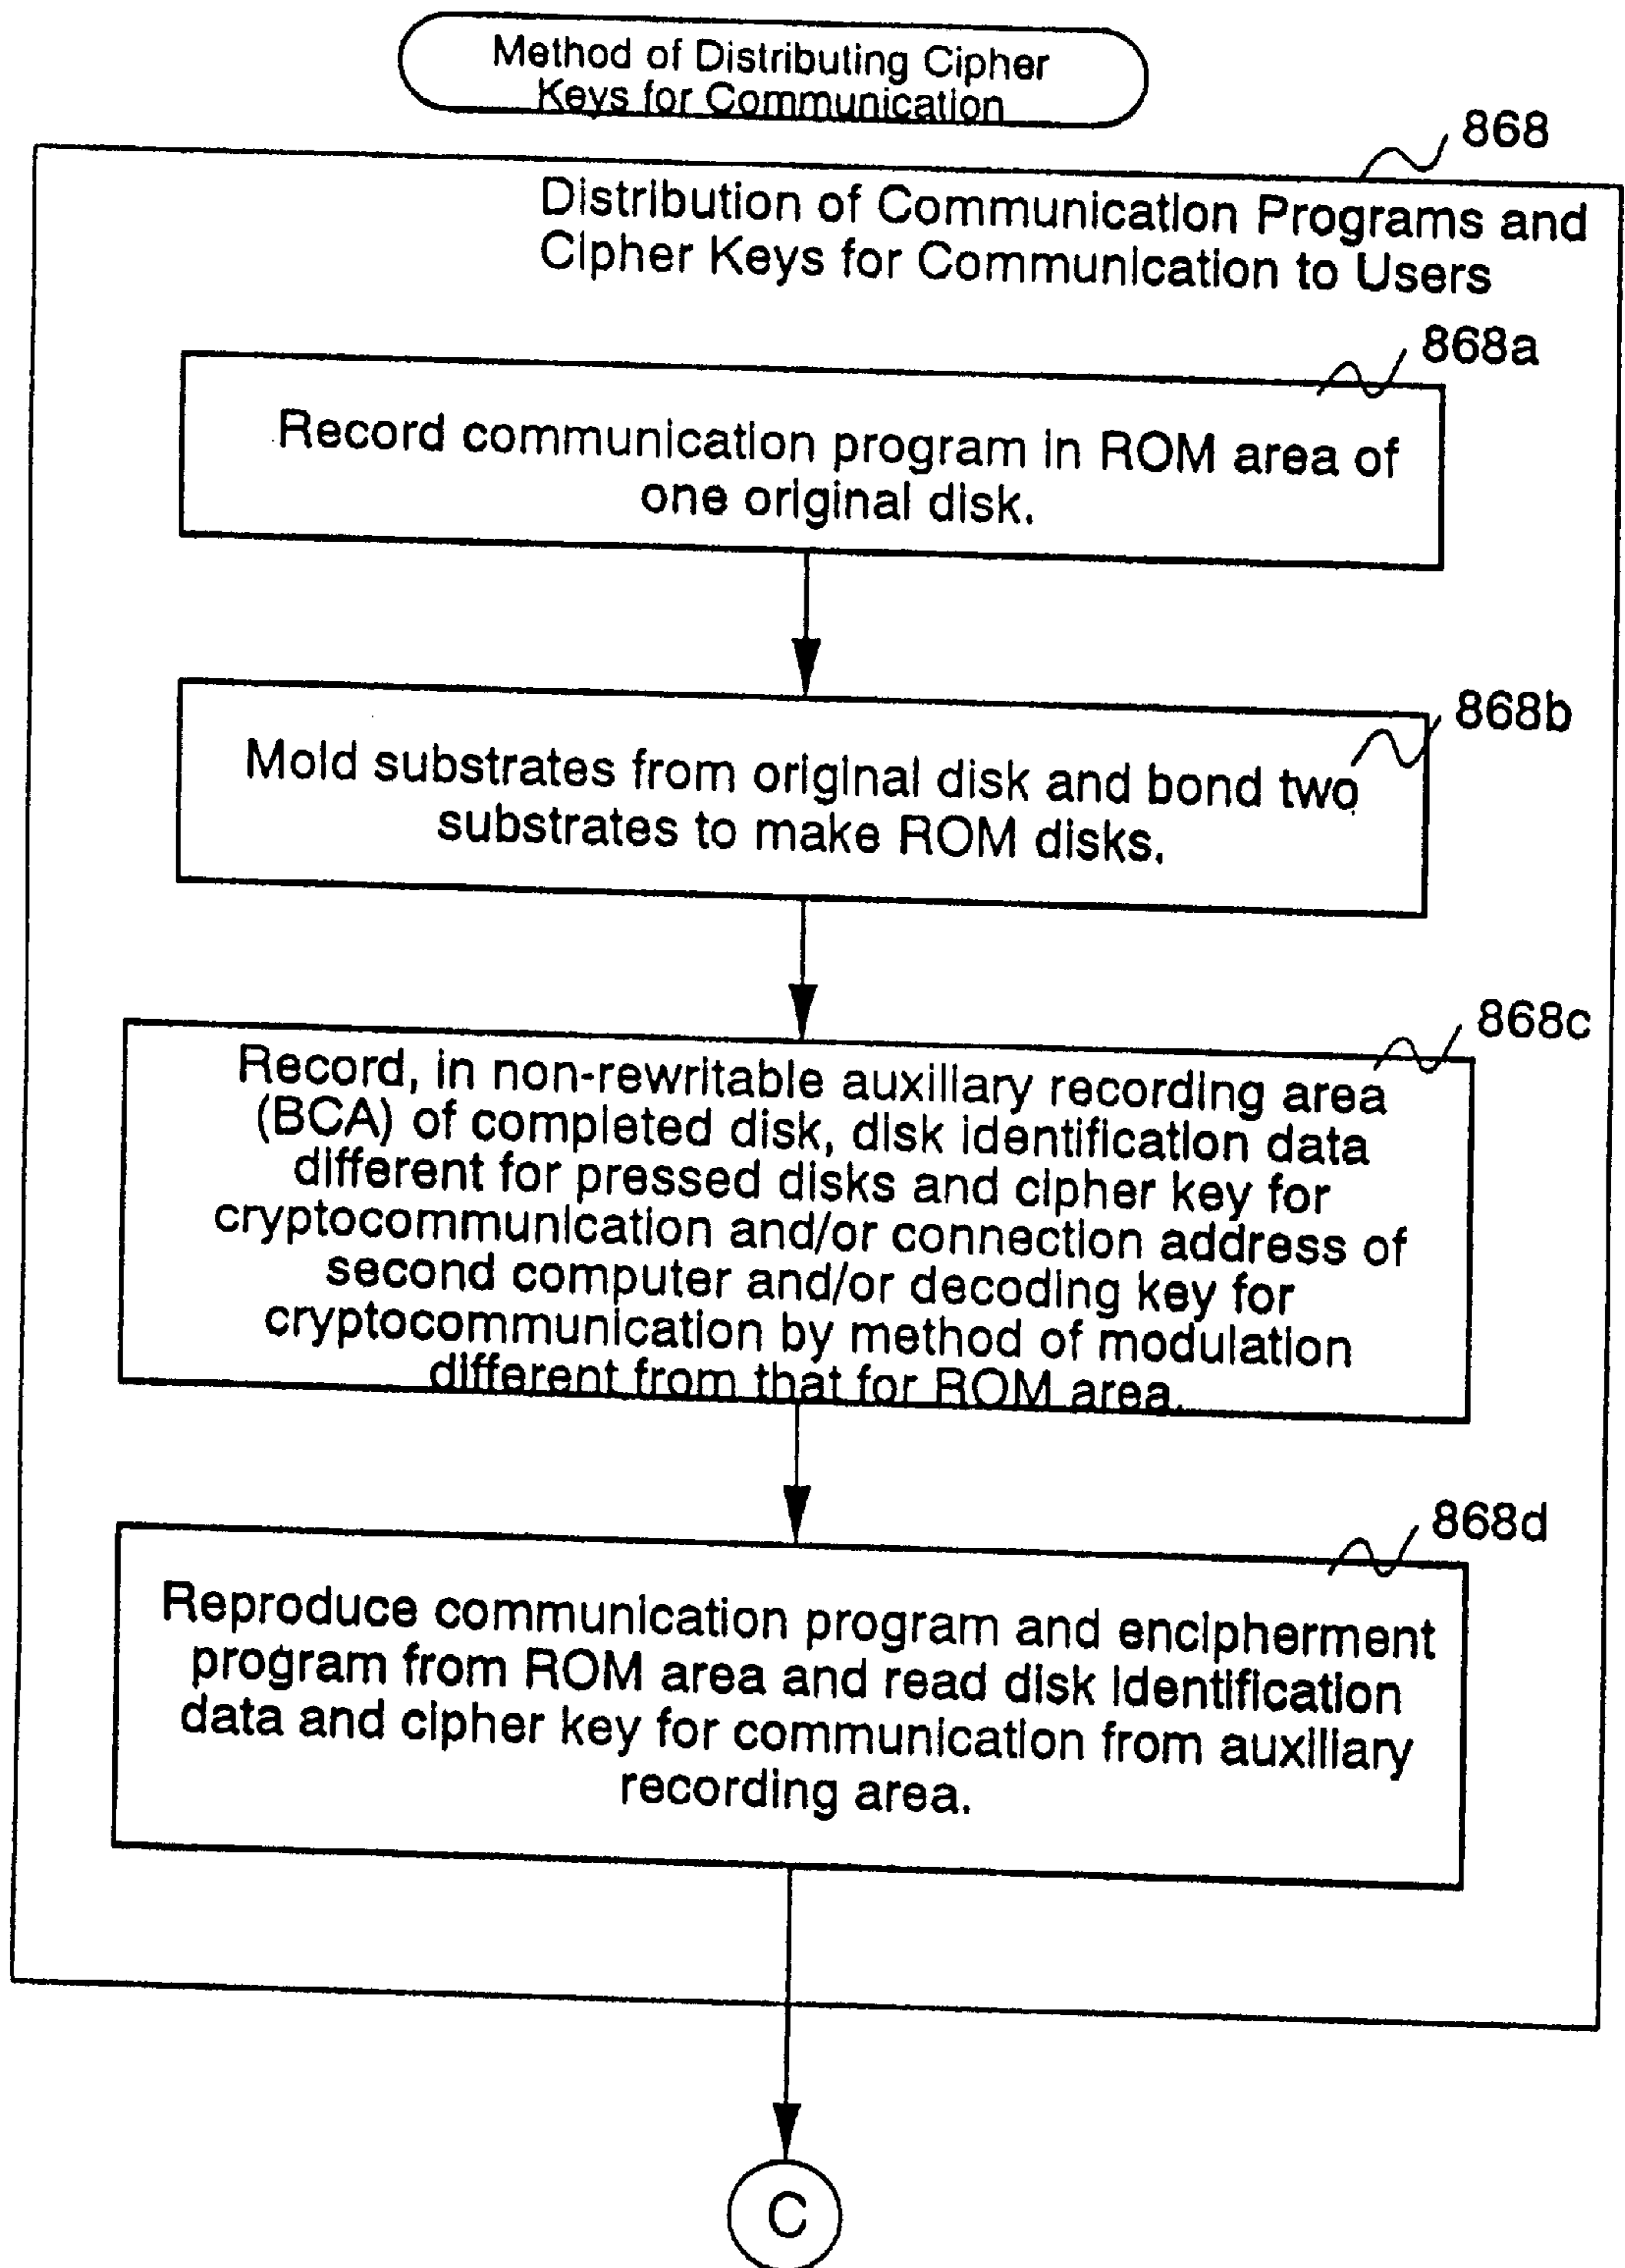 Method of Distributing Cipher
Keys for Communication
868
Distribution of Communication Programs and
Cipher Keys for Communication to Users
868a
Record communication program in ROM area of
one original disk.
868b
Mold substrates from original disk and bond two
substrates to make ROM disks.
868c
Record, in non-rewritable auxiliary recording area
(BCA) of completed disk, disk identification data
different for pressed disks and cipher key for
cryptocommunication and/or connection address of
second computer and/or decoding key for
cryptocommunication by method of modulation
different from that for ROM area.
868d
Reproduce communication program and encipherment
program from ROM area and read disk identification
data and cipher key for communication from auxiliary
recording area.
C